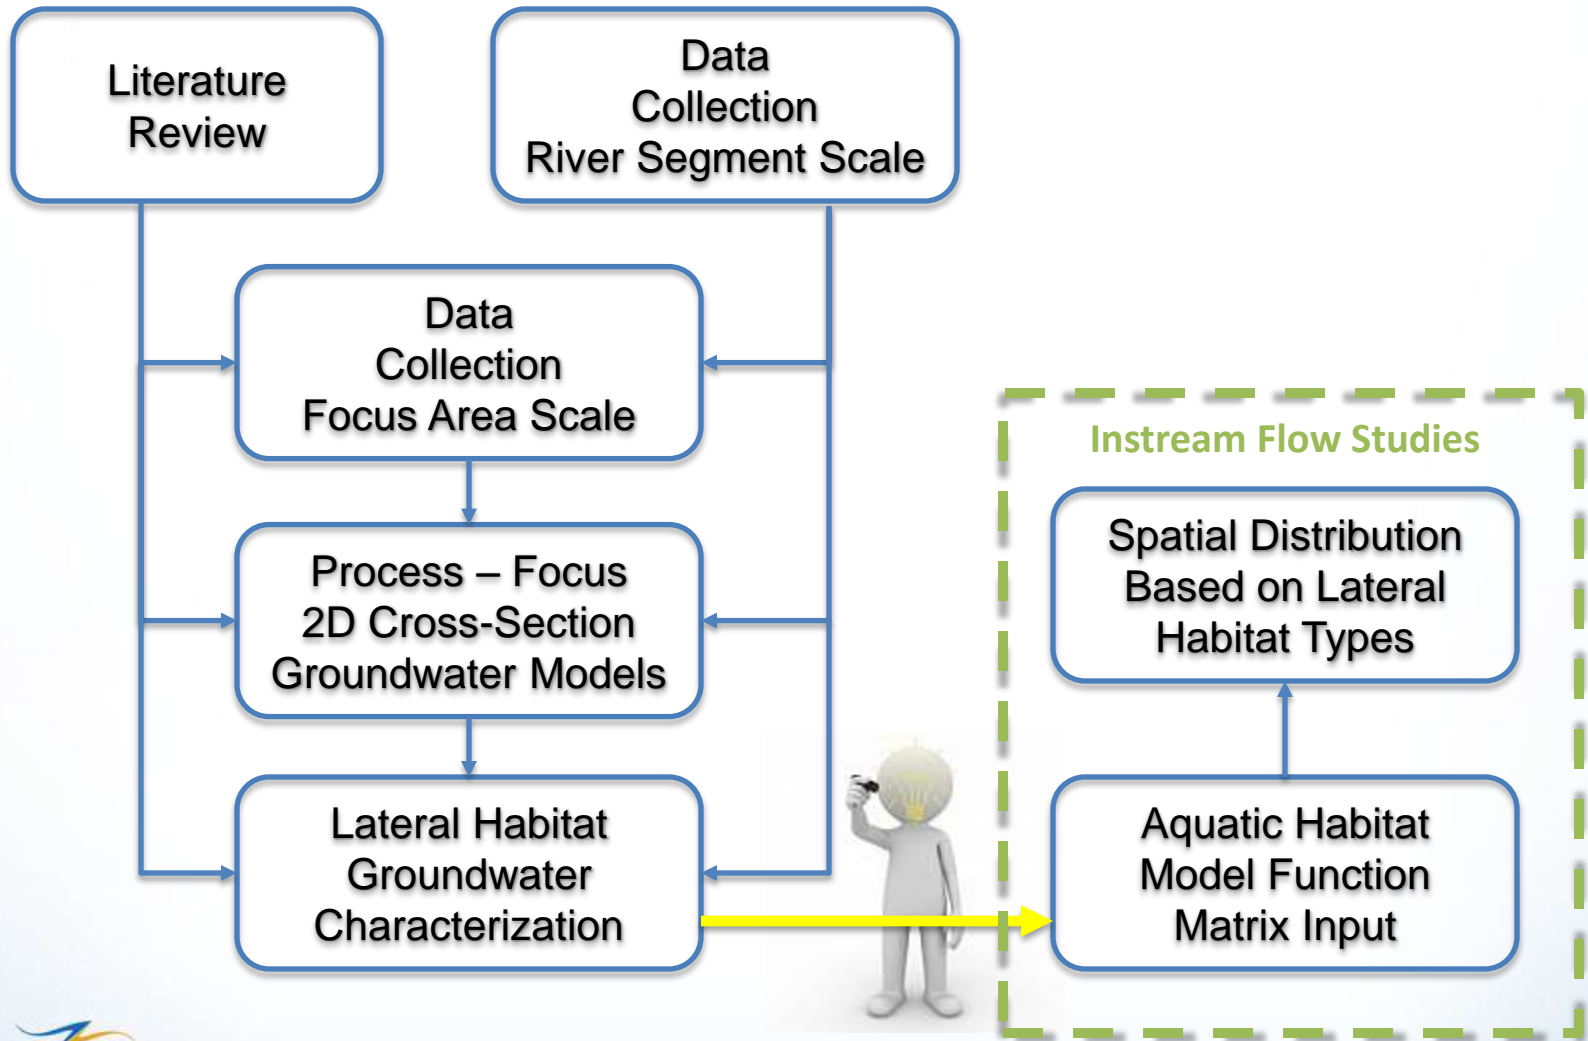 Literature
Review
Data
Collection
River Segment Scale
Data
Collection
Focus Area Scale
Process – Focus
2D Cross-Section
Groundwater Models
Lateral Habitat
Groundwater
Characterization
Instream Flow Studies
Spatial Distribution
Based on Lateral
Habitat Types
Aquatic Habitat
Model Function
Matrix Input